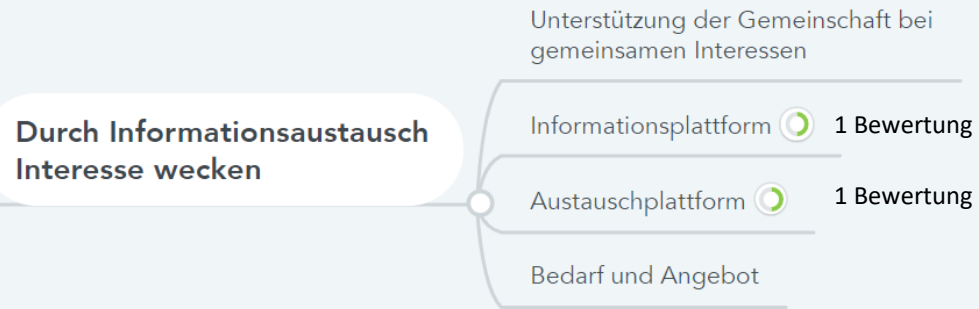 Unterstützung der Gemeinschaft bei
gemeinsamen Interessen
Durch Informationsaustausch
Interesse wecken
Informationsplattform 1 Bewertung
Austauschplattform 1 Bewertung
Bedarf und Angebot